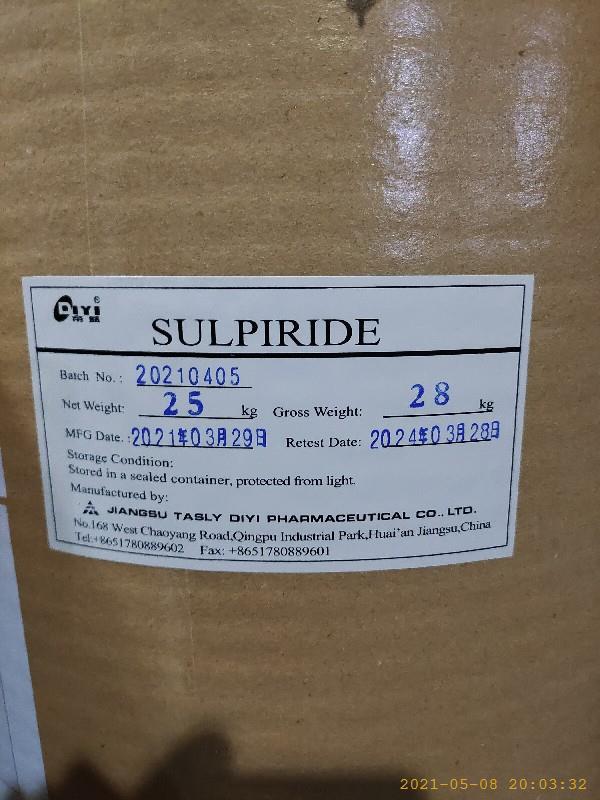 DIYI®
SULPIRIDE
Batch No.: 20210405
Net Weight: 25 kg Gross Weight: 28 kg
MFG Date.: 2021年03月29日 Retest Date: 2024年03月28日
Storage Condition:
Stored in a sealed container, protected from light.
Manufactured by:
JIANGSU TASLY DIYI PHARMACEUTICAL CO., LTD.
No.168 West Chaoyang Road,Qingpu Industrial Park,Huai'an Jiangsu,China
Tel:+8651780889602 Fax: +8651780889601
2021-05-08 20:03:32